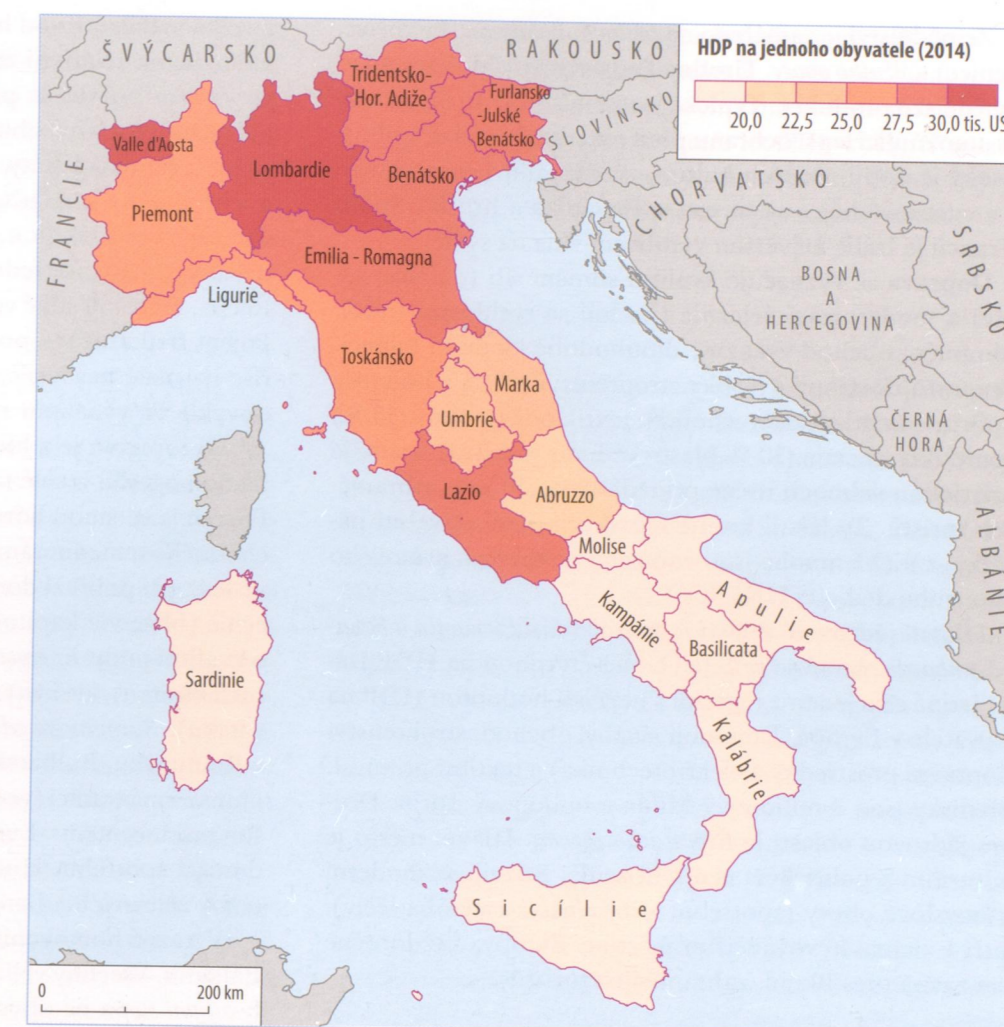 ŠVÝCARSKO
RAKOUSKO
HDP na jednoho obyvatele (2014)
20,0 22,5 25,0 27,5 30,0 tis. US
Tridentsko-
Hor. Adiže
Furlansko
-Julské
Benátsko
SLOVINSKO
Valle d'Aosta
Lombardie
Benátsko
FRANCIE
Piemont
CHORVATSKO
SRBSKO
Emilia - Romagna
BOSNA
A
HERCEGOVINA
Ligurie
Toskánsko
Marka
Umbrie
ČERNÁ
HORA
Lazio
Abruzzo
ALBÁNIE
Molise
Apulie
Kampánie
Basilicata
Sardinie
Kalábrie
Sicílie
0 200 km